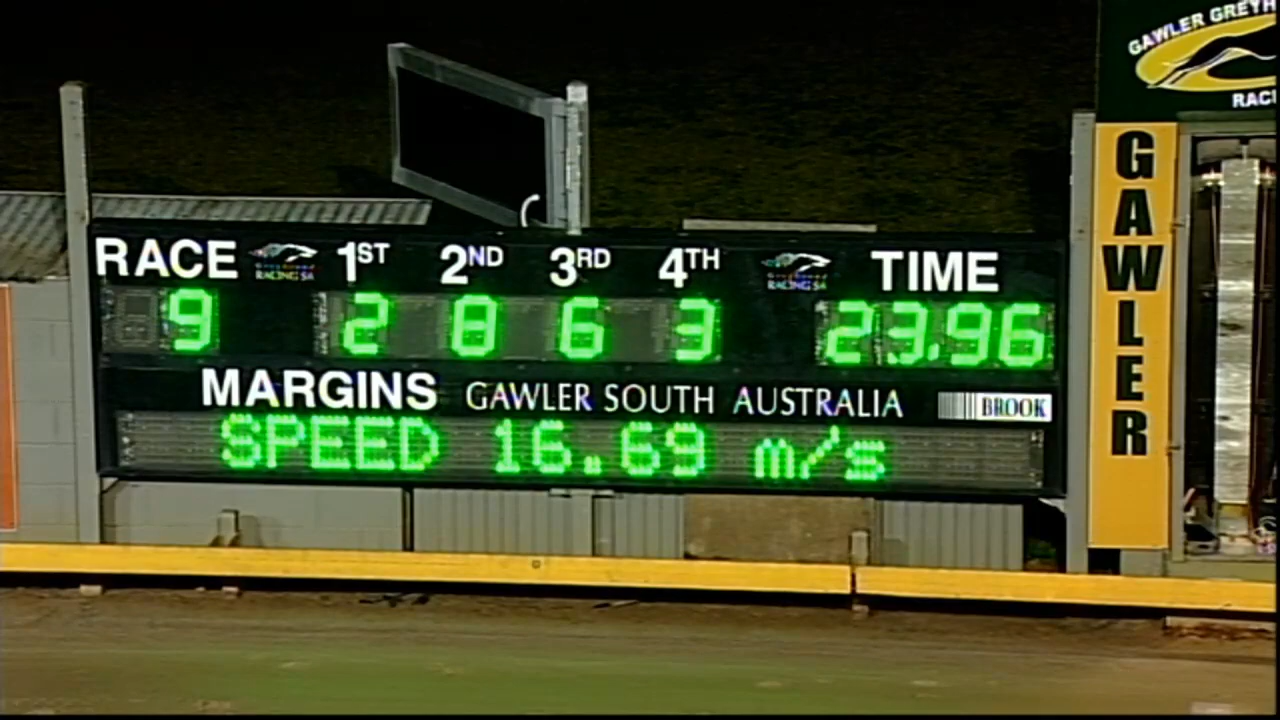 GAWLER GREYH
RACI
GAWLER
RACE 1ST 2ND 3RD 4TH TIME
RACING SA
RACING SA
9 2 8 6 3 23.96
MARGINS GAWLER SOUTH AUSTRALIA BROOK
SPEED 16.69 m/s